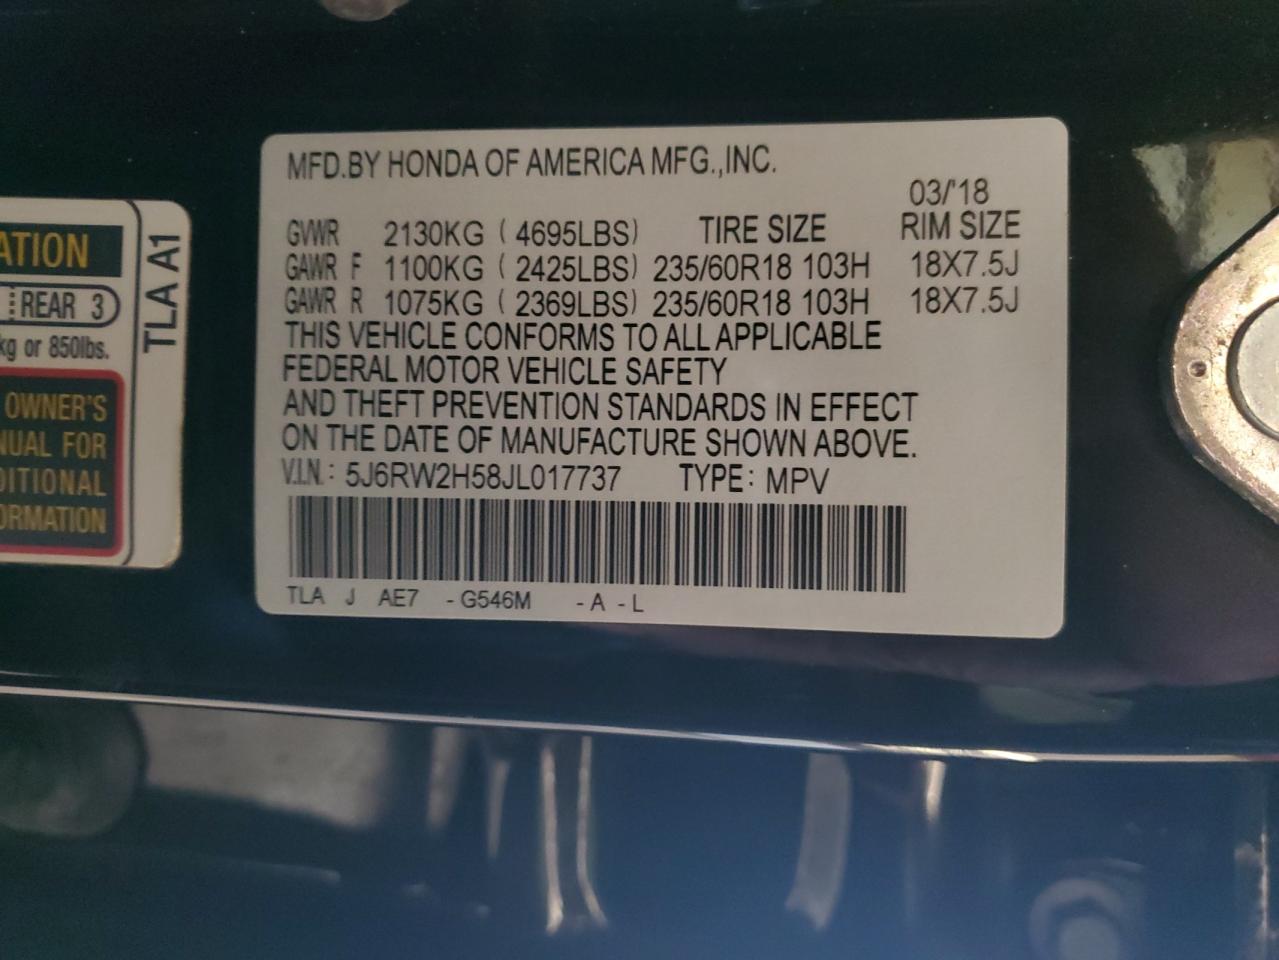 ATION
REAR 3
kg or 850lbs.
OWNER'S
NUAL FOR
DITIONAL
ORMATION
TLA A1
MFD.BY HONDA OF AMERICA MFG.,INC.
03/'18
GVWR 2130KG ( 4695LBS) TIRE SIZE RIM SIZE
GAWR F 1100KG ( 2425LBS) 235/60R18 103H 18X7.5J
GAWR R 1075KG ( 2369LBS) 235/60R18 103H 18X7.5J
THIS VEHICLE CONFORMS TO ALL APPLICABLE
FEDERAL MOTOR VEHICLE SAFETY
AND THEFT PREVENTION STANDARDS IN EFFECT
ON THE DATE OF MANUFACTURE SHOWN ABOVE.
V.I.N.: 5J6RW2H58JL017737 TYPE: MPV
TLA J AE7 -G546M -A -L